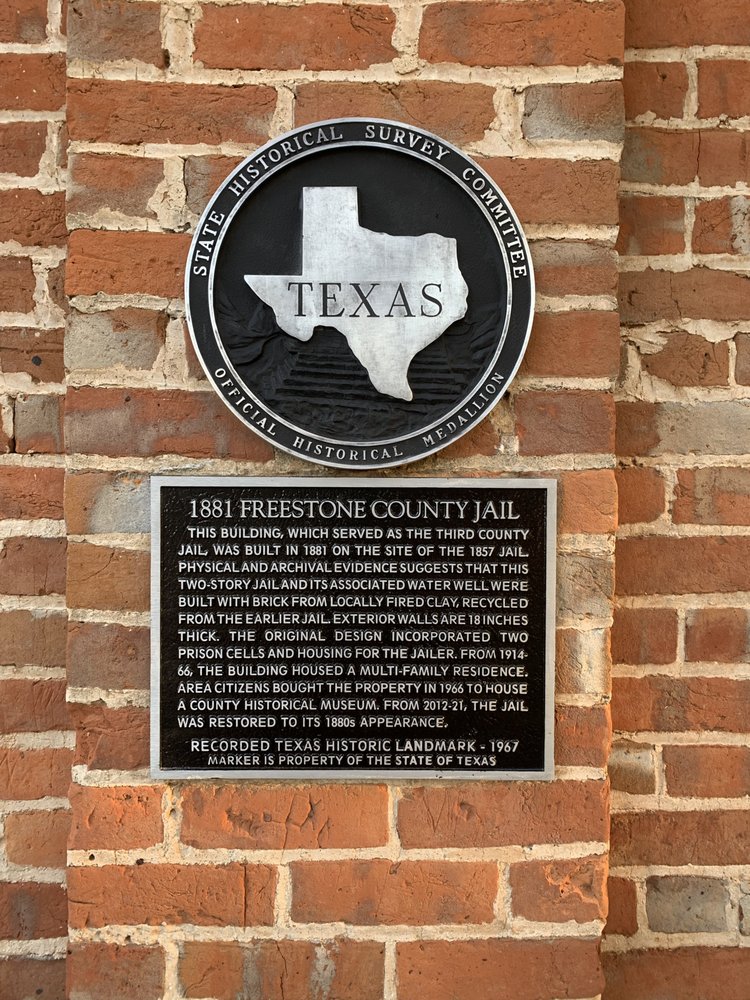 STATE HISTORICAL SURVEY COMMITTEE
TEXAS
OFFICIAL HISTORICAL MEDALLION
1881 FREESTONE COUNTY JAIL
THIS BUILDING, WHICH SERVED AS THE THIRD COUNTY
JAIL, WAS BUILT IN 1881 ON THE SITE OF THE 1857 JAIL.
PHYSICAL AND ARCHIVAL EVIDENCE SUGGESTS THAT THIS
TWO-STORY JAIL AND ITS ASSOCIATED WATER WELL WERE
BUILT WITH BRICK FROM LOCALLY FIRED CLAY, RECYCLED
FROM THE EARLIER JAIL. EXTERIOR WALLS ARE 18 INCHES
THICK. THE ORIGINAL DESIGN INCORPORATED TWO
PRISON CELLS AND HOUSING FOR THE JAILER. FROM 1914-
66, THE BUILDING HOUSED A MULTI-FAMILY RESIDENCE.
AREA CITIZENS BOUGHT THE PROPERTY IN 1966 TO HOUSE
A COUNTY HISTORICAL MUSEUM. FROM 2012-21, THE JAIL
WAS RESTORED TO ITS 1880s APPEARANCE.
RECORDED TEXAS HISTORIC LANDMARK - 1967
MARKER IS PROPERTY OF THE STATE OF TEXAS